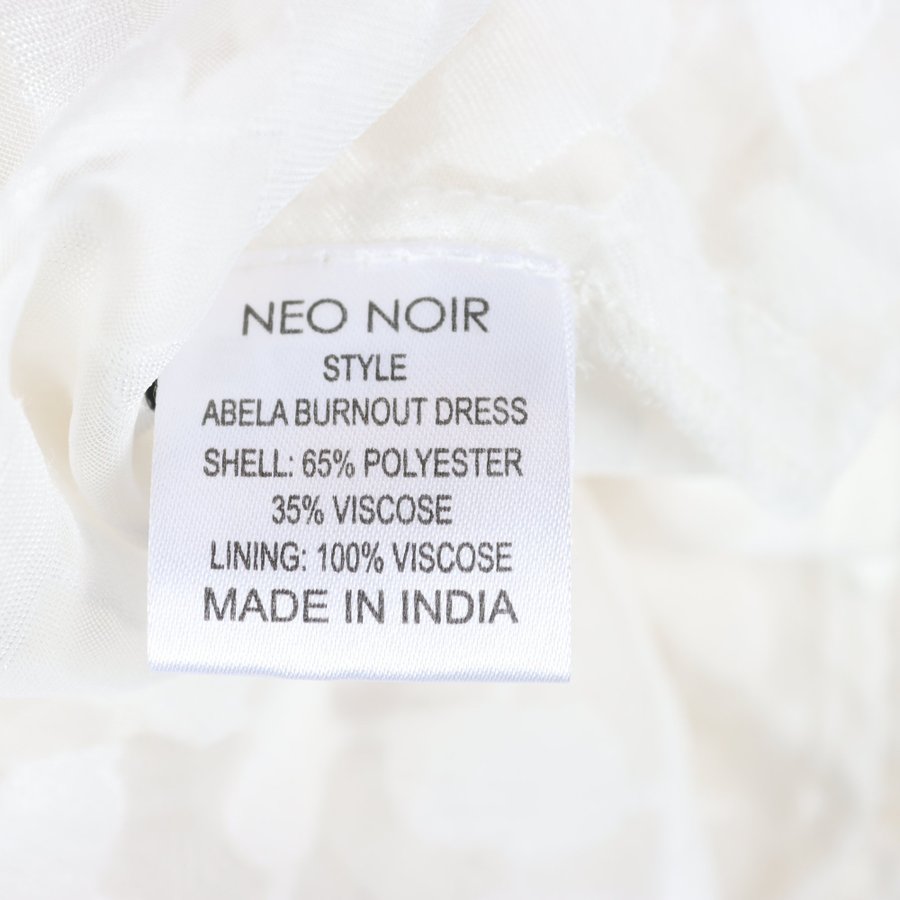 NEO NOIR
STYLE
ABELA BURNOUT DRESS
SHELL: 65% POLYESTER
35% VISCOSE
LINING: 100% VISCOSE
MADE IN INDIA